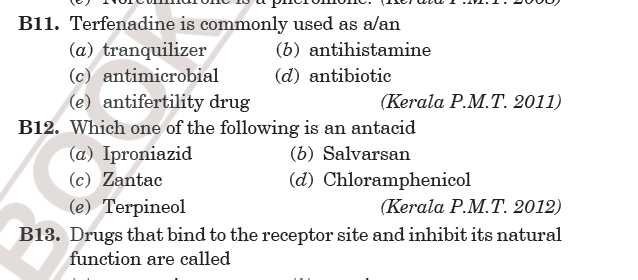 (e) Norethindrone is a pheromone. (Kerala P.M.T. 2008)
B11. Terfenadine is commonly used as a/an
(a) tranquilizer (b) antihistamine
(c) antimicrobial (d) antibiotic
(e) antifertility drug (Kerala P.M.T. 2011)
B12. Which one of the following is an antacid
(a) Iproniazid (b) Salvarsan
(c) Zantac (d) Chloramphenicol
(e) Terpineol (Kerala P.M.T. 2012)
B13. Drugs that bind to the receptor site and inhibit its natural
function are called
BOOK